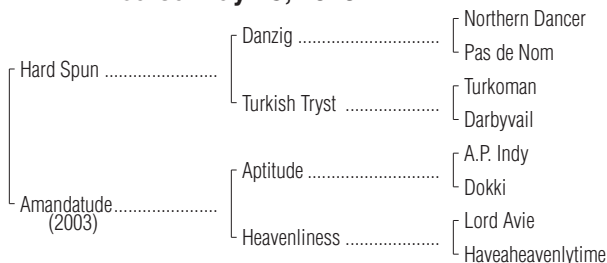 Northern Dancer
Danzig ........................................
Pas de Nom
Hard Spun ................................
Turkoman
Turkish Tryst ...........................
Darbyvail
A.P. Indy
Aptitude .....................................
Dokki
Amandatude.............................
(2003)
Lord Avie
Heavenliness ..........................
Haveaheavenlytime